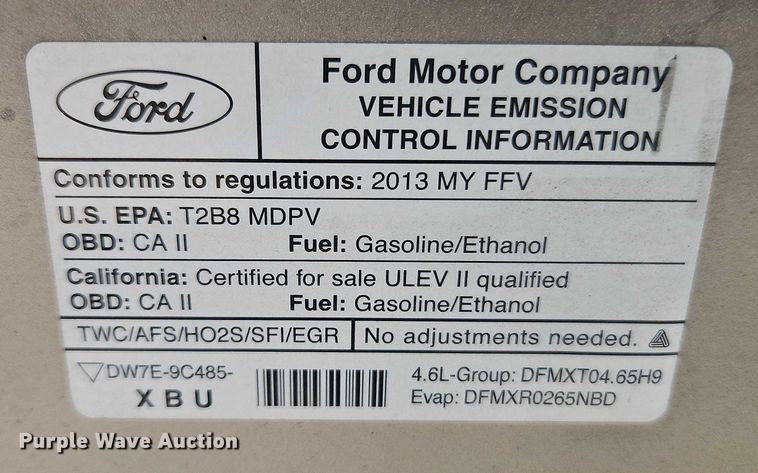 Ford
Ford Motor Company
VEHICLE EMISSION
CONTROL INFORMATION
Conforms to regulations: 2013 MY FFV
U.S. EPA: T2B8 MDPV
OBD: CA II Fuel: Gasoline/Ethanol
California: Certified for sale ULEV II qualified
OBD: CA II Fuel: Gasoline/Ethanol
TWC/AFS/HO2S/SFI/EGR No adjustments needed.
DW7E-9C485-
XBU
4.6L-Group: DFMXT04.65H9
Evap: DFMXR0265NBD
Purple Wave Auction